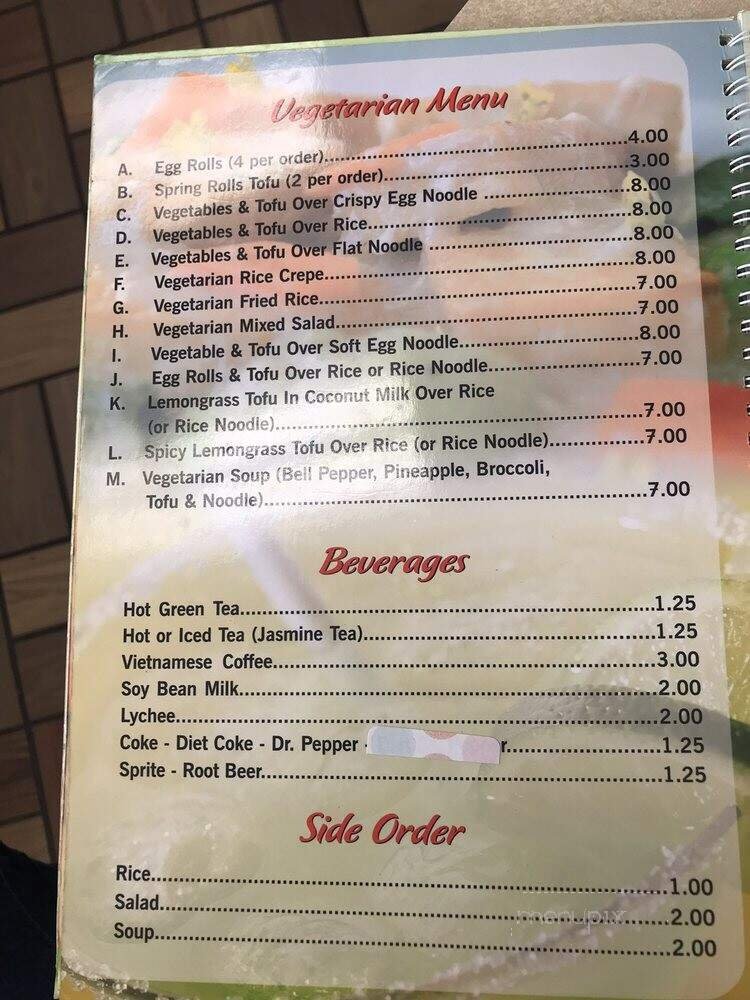 Vegetarian Menu
A. Egg Rolls (4 per order)....................4.00
B. Spring Rolls Tofu (2 per order)....................3.00
C. Vegetables & Tofu Over Crispy Egg Noodle ....................8.00
D. Vegetables & Tofu Over Rice....................8.00
E. Vegetables & Tofu Over Flat Noodle ....................8.00
F. Vegetarian Rice Crepe....................8.00
G. Vegetarian Fried Rice....................7.00
H. Vegetarian Mixed Salad....................7.00
I. Vegetable & Tofu Over Soft Egg Noodle....................8.00
J. Egg Rolls & Tofu Over Rice or Rice Noodle....................7.00
K. Lemongrass Tofu In Coconut Milk Over Rice
(or Rice Noodle)....................7.00
L. Spicy Lemongrass Tofu Over Rice (or Rice Noodle)....................7.00
M. Vegetarian Soup (Bell Pepper, Pineapple, Broccoli,
Tofu & Noodle)....................7.00
Beverages
Hot Green Tea....................1.25
Hot or Iced Tea (Jasmine Tea)....................1.25
Vietnamese Coffee....................3.00
Soy Bean Milk....................2.00
Lychee....................2.00
Coke - Diet Coke - Dr. Pepper - r....................1.25
Sprite - Root Beer....................1.25
Side Order
Rice....................1.00
Salad....................2.00
Soup....................2.00
menupix